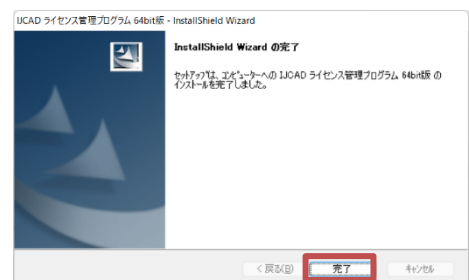 IJCAD ライセンス管理プログラム 64bit版 - InstallShield Wizard
InstallShield Wizard の完了
セットアップは、コンピューターへの IJCAD ライセンス管理プログラム 64bit版 の
インストールを完了しました。
< 戻る(B)
完了
キャンセル